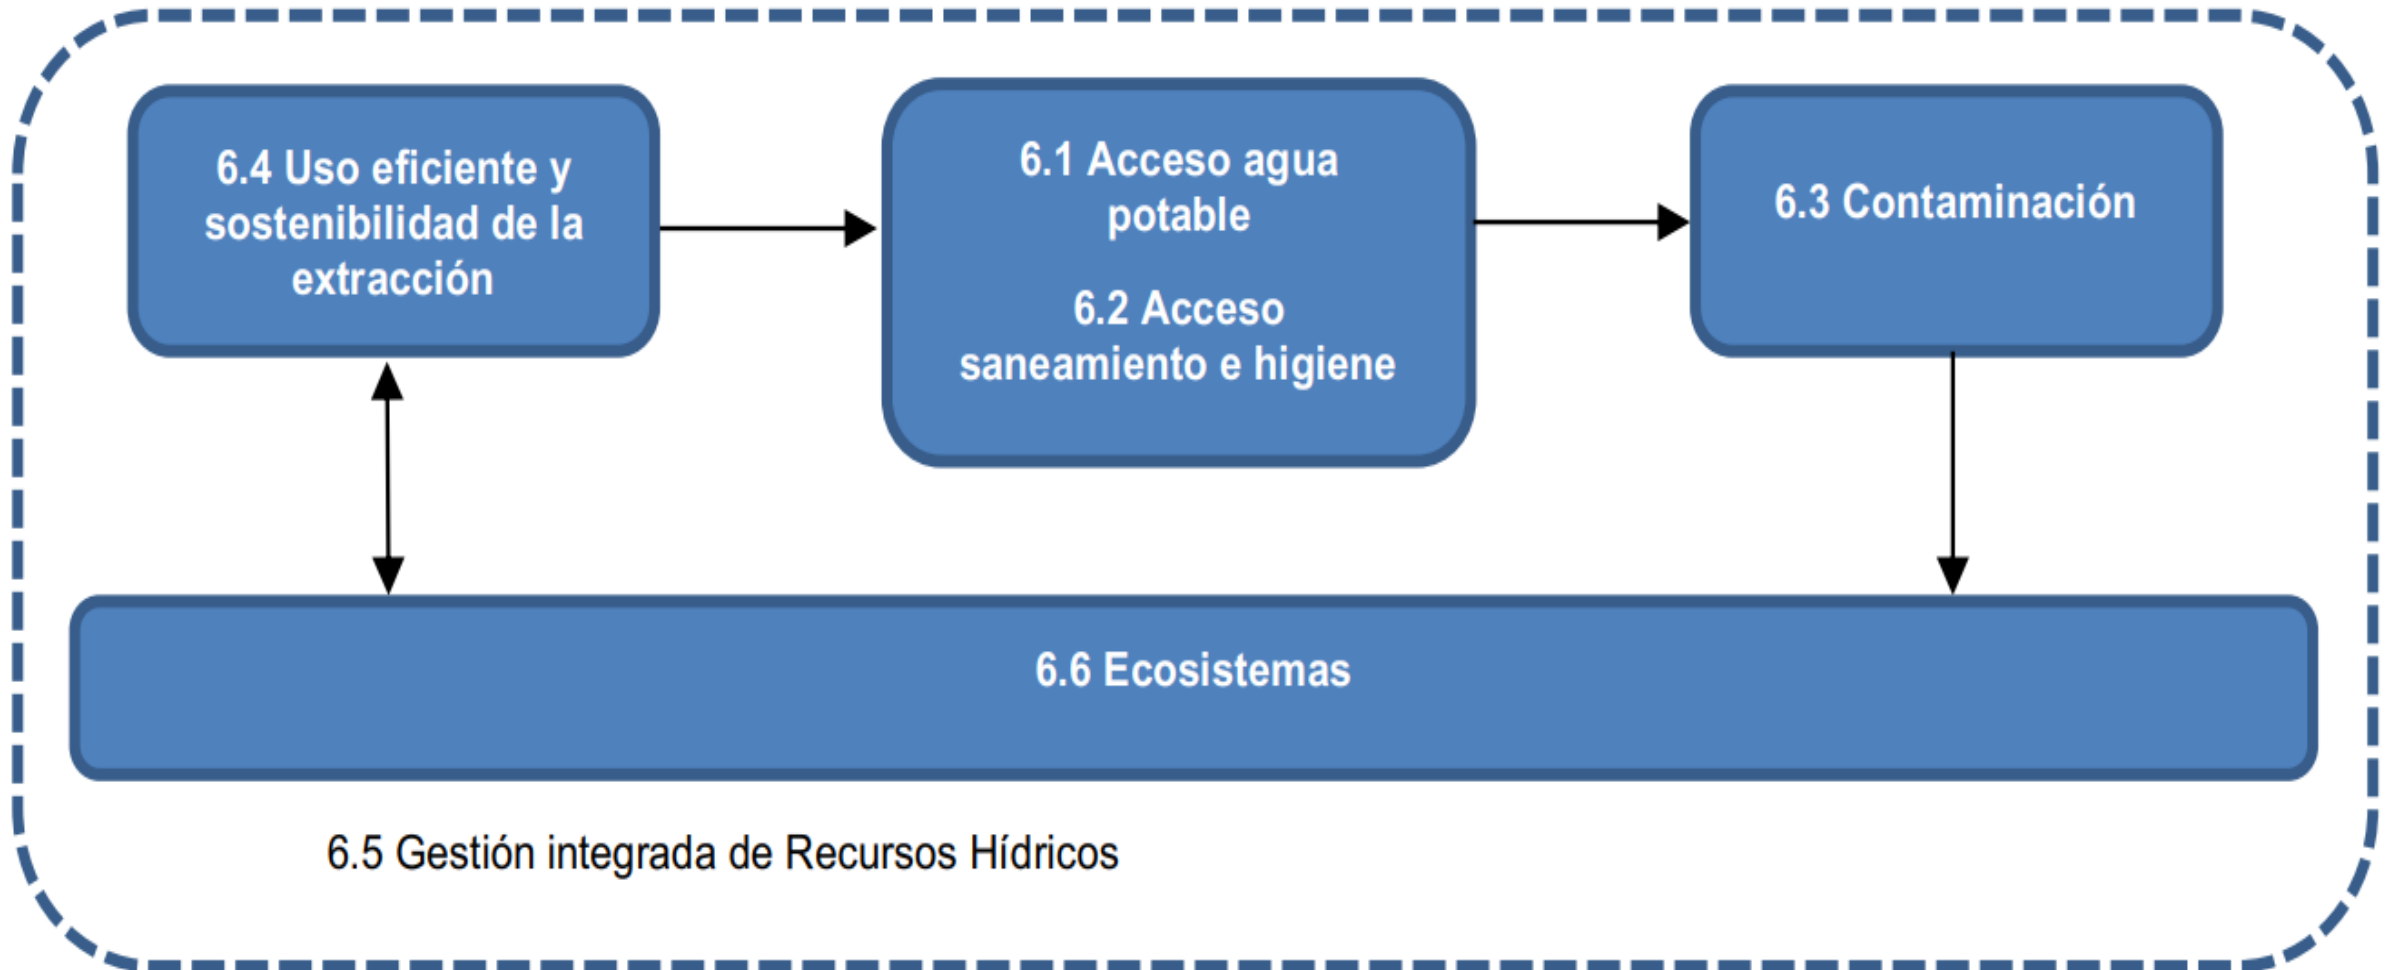 6.4 Uso eficiente y
sostenibilidad de la
extracción
6.1 Acceso agua
potable
6.2 Acceso
saneamiento e higiene
6.3 Contaminación
6.6 Ecosistemas
6.5 Gestión integrada de Recursos Hídricos